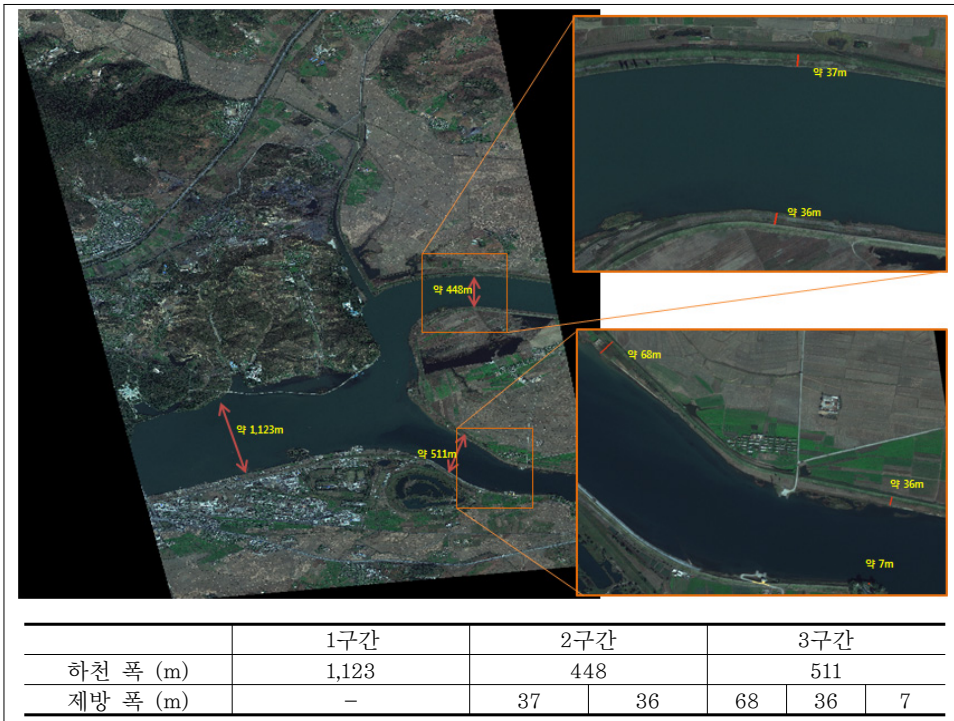 약 37m
약 36m
약 448m
약 68m
약 1,123m
약 511m
약 36m
약 7m
1구간 2구간 3구간
하천 폭 (m) 1,123 448 511
제방 폭 (m) − 37 36 68 36 7